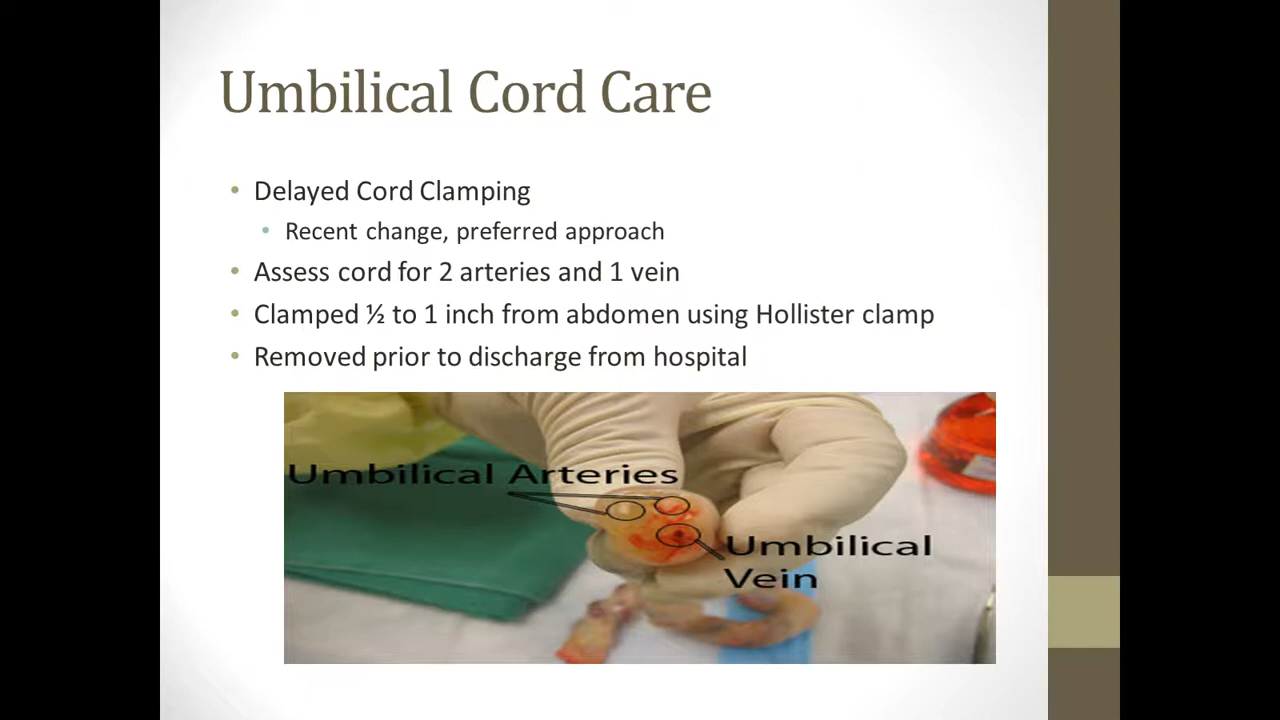 Umbilical Cord Care
• Delayed Cord Clamping
• Recent change, preferred approach
• Assess cord for 2 arteries and 1 vein
• Clamped ½ to 1 inch from abdomen using Hollister clamp
• Removed prior to discharge from hospital
Umbilical Arteries
Umbilical
Vein